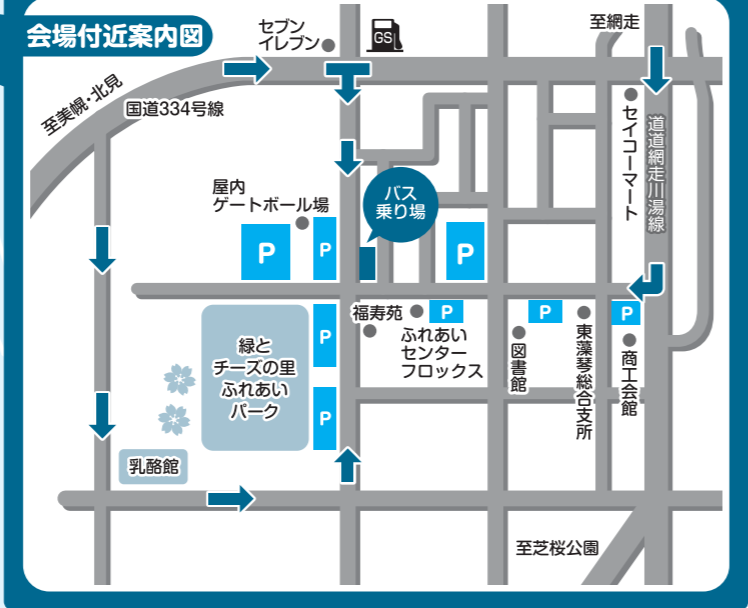 会場付近案内図
セブン
イレブン
GS
至網走
至美幌・北見
国道334号線
セイコーマート
道道網走川湯線
屋内
ゲートボール場
バス
乗り場
P
P
P
福寿苑
P
P
P
P
ふれあい
センター
フロックス
図書館
東藻琴総合支所
商工会館
緑と
チーズの里
ふれあい
パーク
P
乳酪館
至芝桜公園